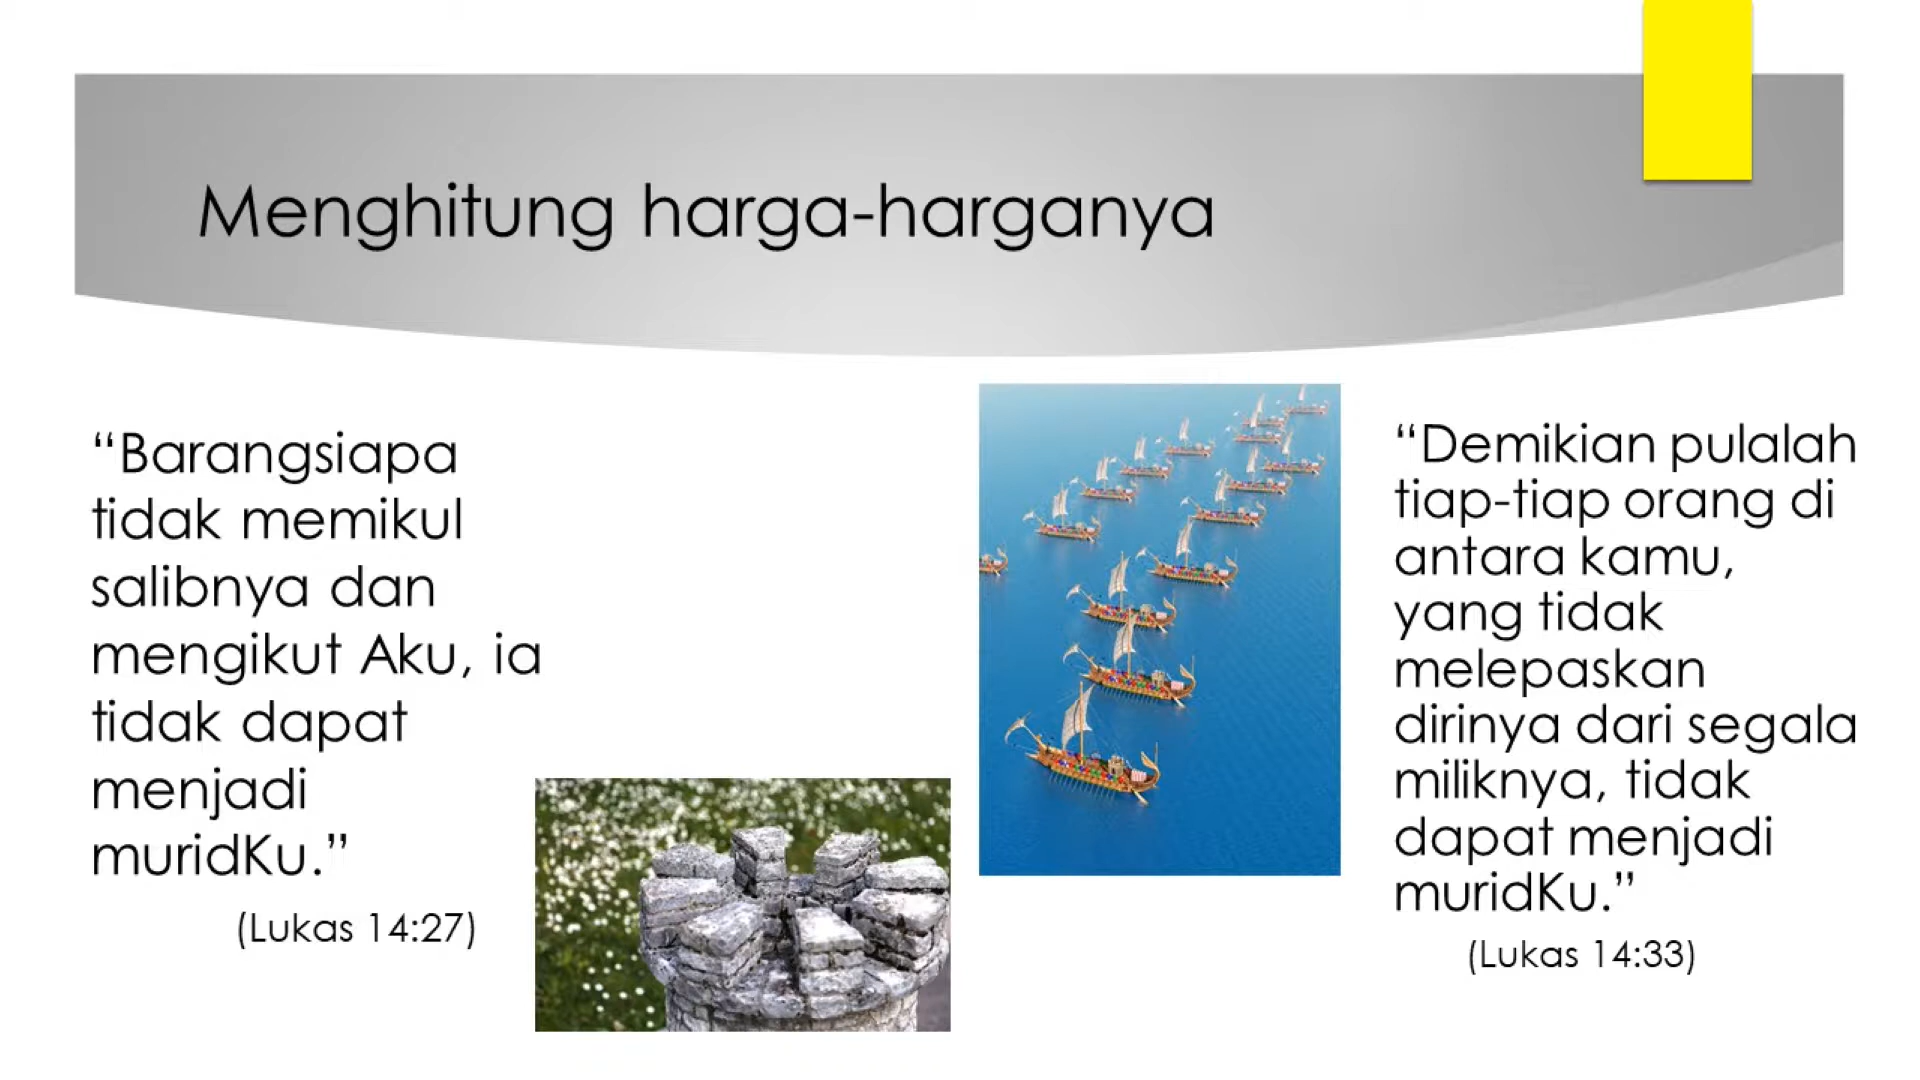 Menghitung harga-harganya
“Barangsiapa
tidak memikul
salibnya dan
mengikut Aku, ia
tidak dapat
menjadi
muridKu.”
(Lukas 14:27)
“Demikian pulalah
tiap-tiap orang di
antara kamu,
yang tidak
melepaskan
dirinya dari segala
miliknya, tidak
dapat menjadi
muridKu.”
(Lukas 14:33)